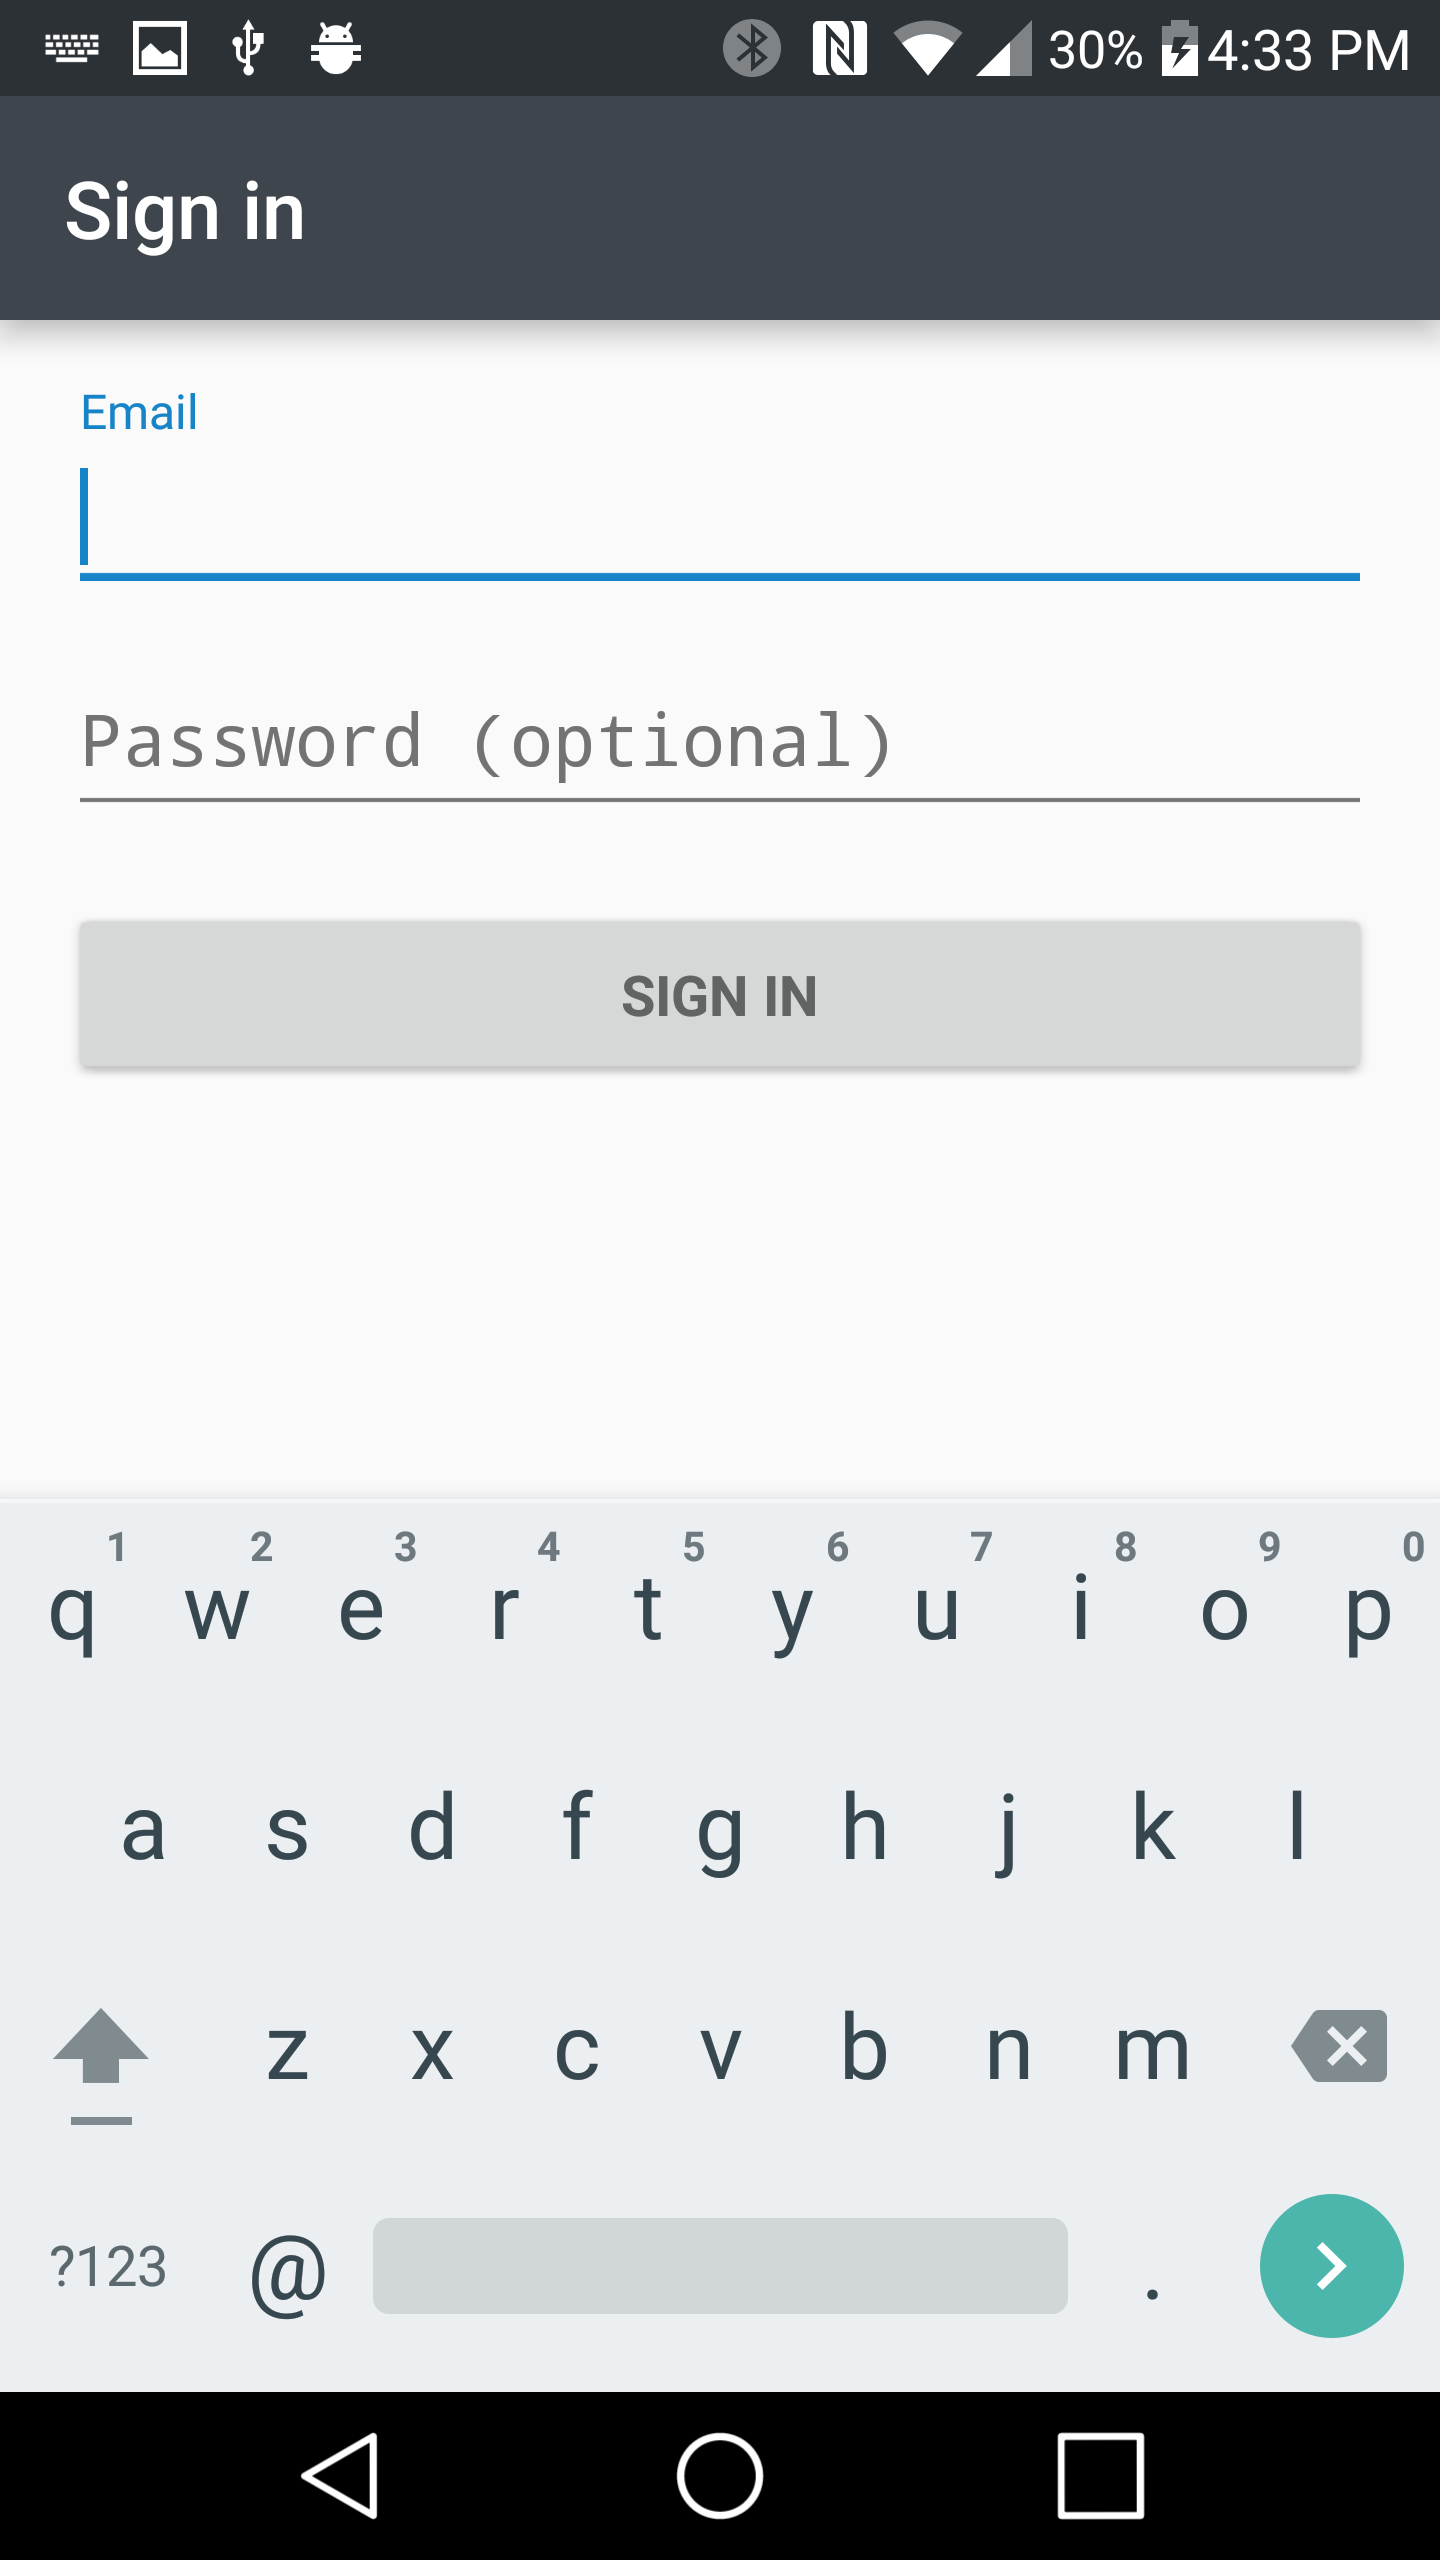 30% 4:33 PM
Sign in
Email
Password (optional)
SIGN IN
1 2 3 4 5 6 7 8 9 0
q w e r t y u i o p
a s d f g h j k l
z x c v b n m
?123 @ .